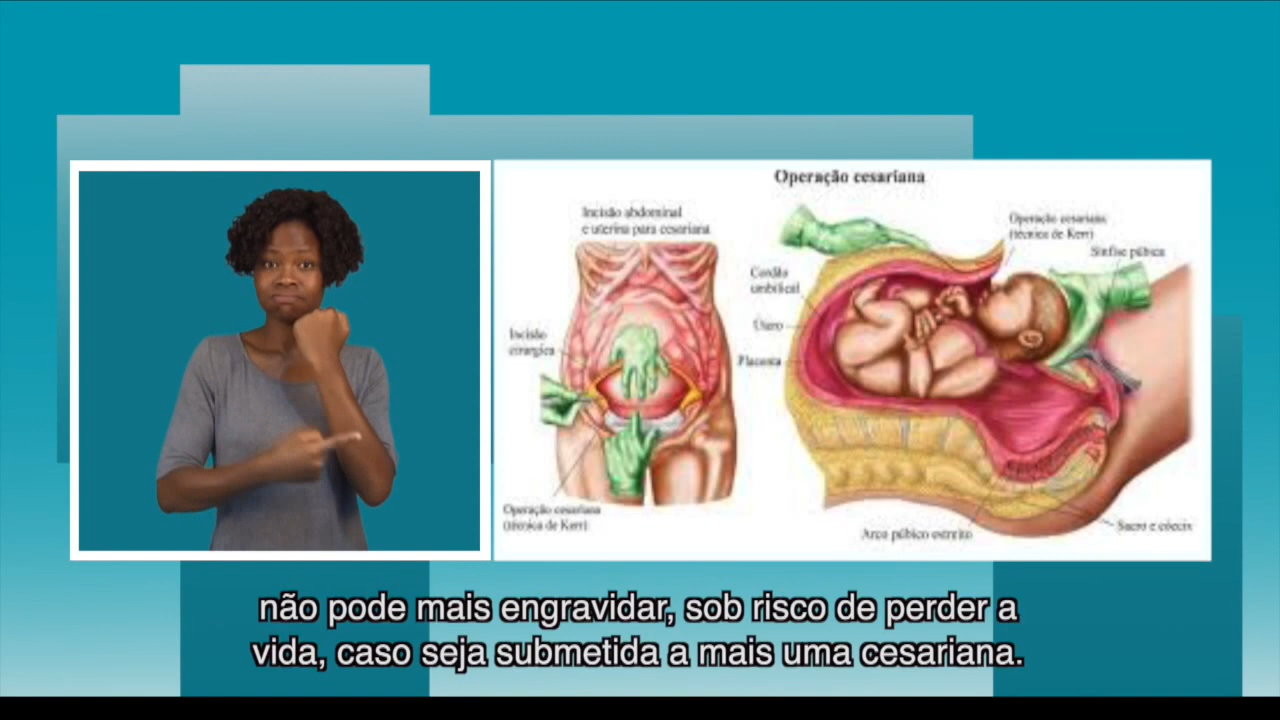 Operação cesariana
Incisão abdominal
e uterina para cesariana
Incisão
cirurgica
Operação cesariana
(técnica de Kerr)
Operação cesariana
(técnica de Kerr)
Sínfise púbica
Cordão
umbilical
Útero
Placenta
Arco púbico estreito
Sacro e cóccix
não pode mais engravidar, sob risco de perder a
vida, caso seja submetida a mais uma cesariana.